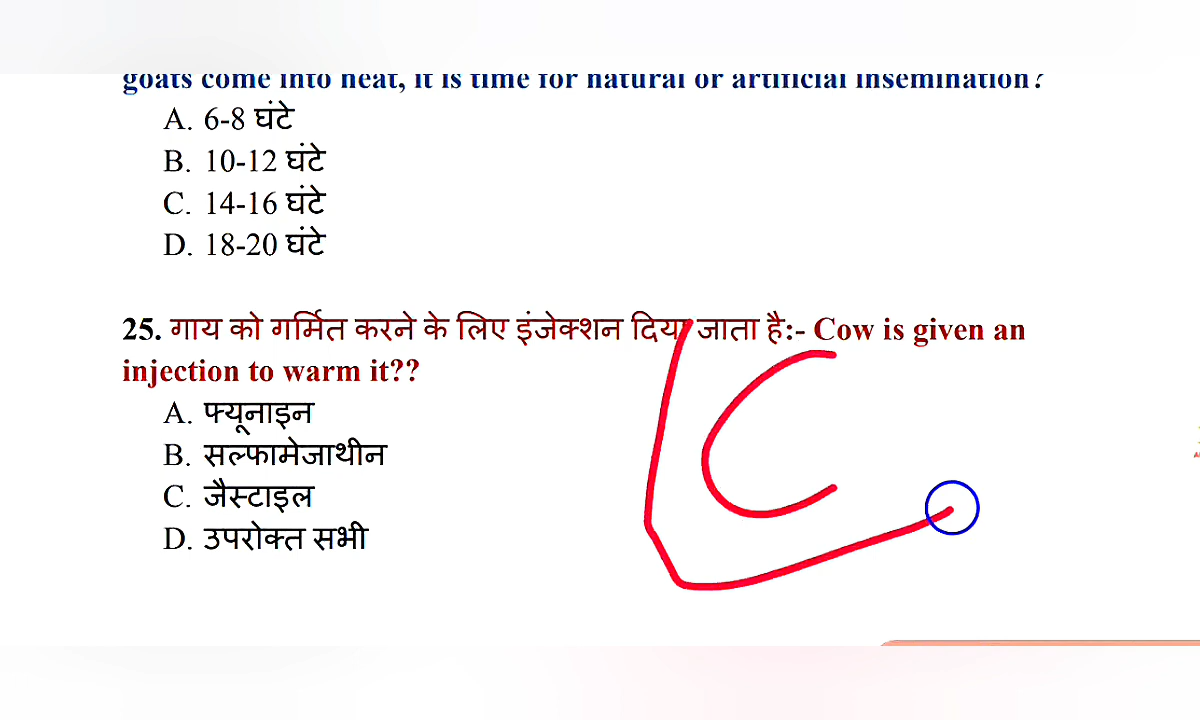 goats come into heat, it is time for natural or artificial insemination?
A. 6-8 घंटे
B. 10-12 घंटे
C. 14-16 घंटे
D. 18-20 घंटे
25. गाय को गर्मित करने के लिए इंजेक्शन दिया जाता है:- Cow is given an
injection to warm it??
A. फ्यूनाइन
B. सल्फामेजाथीन
C. जैस्टाइल
D. उपरोक्त सभी
C